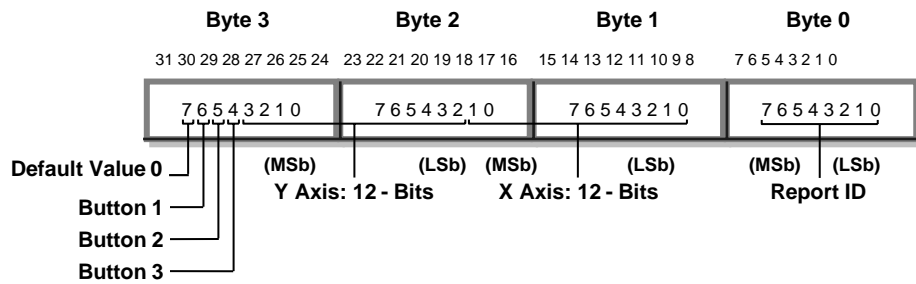 Byte 3 Byte 2 Byte 1 Byte 0
31 30 29 28 27 26 25 24 23 22 21 20 19 18 17 16 15 14 13 12 11 10 9 8 7 6 5 4 3 2 1 0
7 6 5 4 3 2 1 0 7 6 5 4 3 2 1 0 7 6 5 4 3 2 1 0 7 6 5 4 3 2 1 0
Default Value 0 (MSb) (LSb) (MSb) (LSb) (MSb) (LSb)
Y Axis: 12 - Bits X Axis: 12 - Bits Report ID
Button 1
Button 2
Button 3